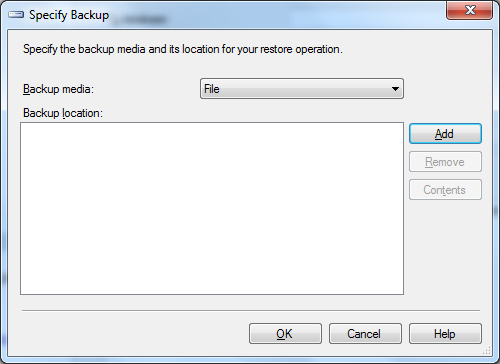 Specify Backup
Specify the backup media and its location for your restore operation.
Backup media:
File
Backup location:
Add
Remove
Contents
OK
Cancel
Help